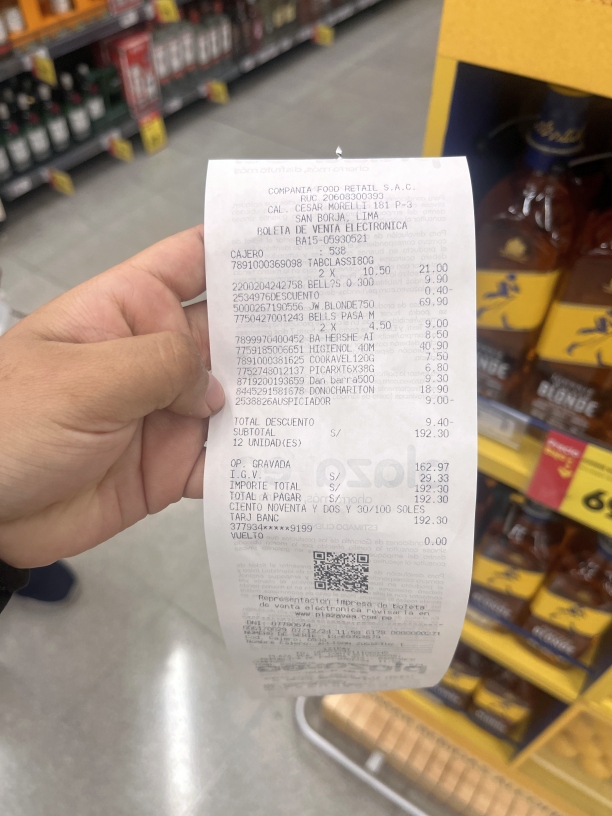 COMPANIA FOOD RETAIL S.A.C.
RUC 20608300393
CAL. CESAR MORELLI 181 P-3
SAN BORJA, LIMA
BOLETA DE VENTA ELECTRONICA
BA15-05930521
CAJERO : 538
7891000369098 TABCLASSI80G
2 X 10.50 21.00
2200204242758 BELL?S O 300 9.90
2534976DESCUENTO 0.40-
5000267190556 JW BLONDE750 69.90
7750427001243 BELLS PASA M
2 X 4.50 9.00
7899970400452 BA HERSHE AI 8.50
7759185006651 HIGIENOL 40M 40.90
7891000381625 COOKAVEL120G 7.50
7752748012137 PICARXT6X38G 6.80
8719200193659 Dan barra500 9.30
8445291581678 DONOCHARITON 18.90
2538826AUSPICIADOR 9.00-
TOTAL DESCUENTO 9.40-
SUBTOTAL S/ 192.30
12 UNIDAD(ES)
OP. GRAVADA 162.97
I.G.V. S/ 29.33
IMPORTE TOTAL S/ 192.30
TOTAL A PAGAR S/ 192.30
CIENTO NOVENTA Y DOS Y 30/100 SOLES
TARJ BANC 192.30
377934*****9199
VUELTO 0.00
Representacion impresa de boleta
de venta electronica revisarla en
www.plazavea.com.pe
BLONDE
BLONDE